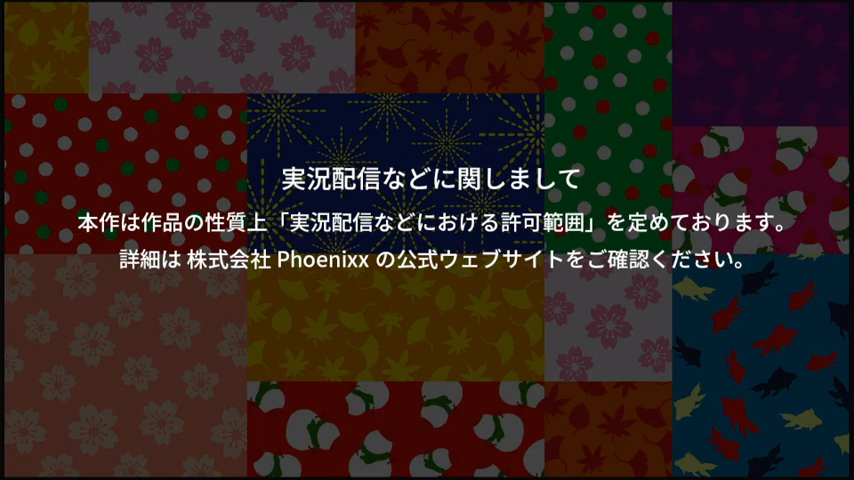 実況配信などに関しまして
本作は作品の性質上「実況配信などにおける許可範囲」を定めております。
詳細は 株式会社 Phoenixx の公式ウェブサイトをご確認ください。